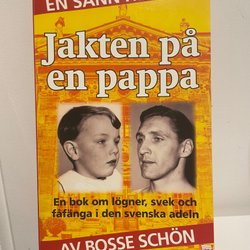 EN SANN
Jakten på
en pappa
En bok om lögner, svek och
fåfänga i den svenska adeln
AV BOSSE SCHÖN